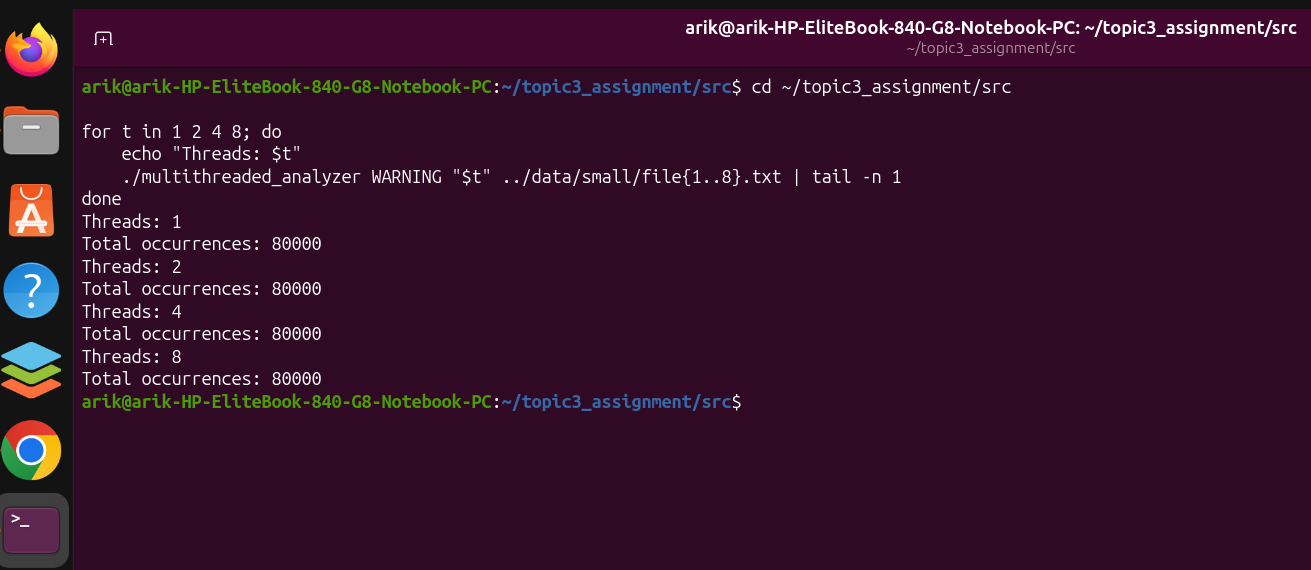 arik@arik-HP-EliteBook-840-G8-Notebook-PC: ~/topic3_assignment/src
~/topic3_assignment/src
arik@arik-HP-EliteBook-840-G8-Notebook-PC:~/topic3_assignment/src$ cd ~/topic3_assignment/src
for t in 1 2 4 8; do
    echo "Threads: $t"
    ./multithreaded_analyzer WARNING "$t" ../data/small/file{1..8}.txt | tail -n 1
done
Threads: 1
Total occurrences: 80000
Threads: 2
Total occurrences: 80000
Threads: 4
Total occurrences: 80000
Threads: 8
Total occurrences: 80000
arik@arik-HP-EliteBook-840-G8-Notebook-PC:~/topic3_assignment/src$